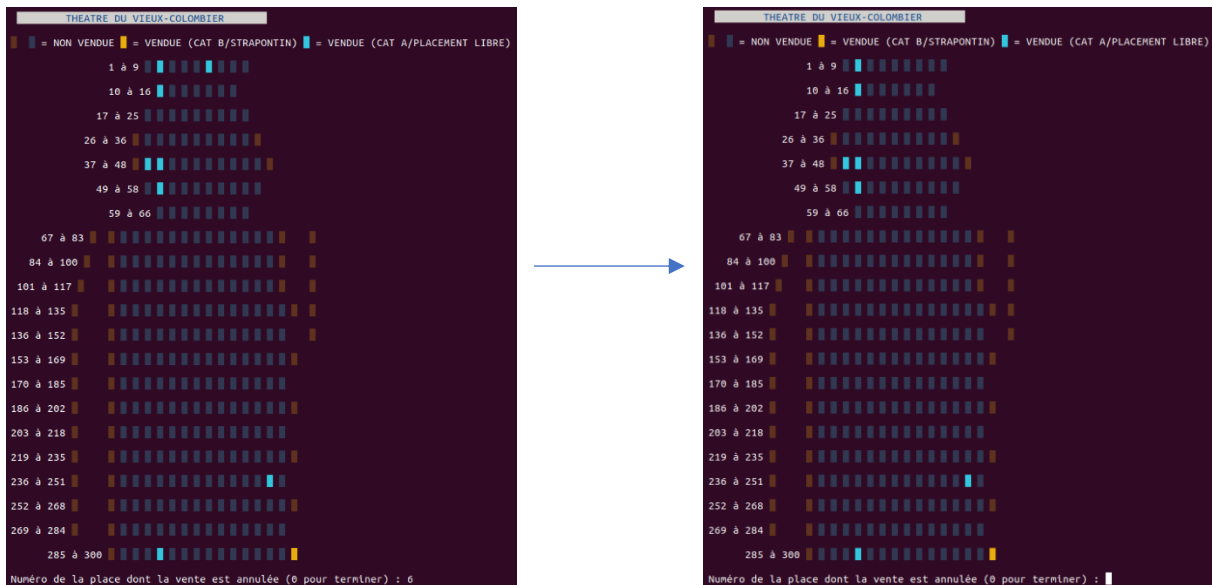 THEATRE DU VIEUX-COLOMBIER
= NON VENDUE = VENDUE (CAT B/STRAPONTIN) = VENDUE (CAT A/PLACEMENT LIBRE)
1 à 9
10 à 16
17 à 25
26 à 36
37 à 48
49 à 58
59 à 66
67 à 83
84 à 100
101 à 117
118 à 135
136 à 152
153 à 169
170 à 185
186 à 202
203 à 218
219 à 235
236 à 251
252 à 268
269 à 284
285 à 300
Numéro de la place dont la vente est annulée (0 pour terminer) : 6
THEATRE DU VIEUX-COLOMBIER
= NON VENDUE = VENDUE (CAT B/STRAPONTIN) = VENDUE (CAT A/PLACEMENT LIBRE)
1 à 9
10 à 16
17 à 25
26 à 36
37 à 48
49 à 58
59 à 66
67 à 83
84 à 100
101 à 117
118 à 135
136 à 152
153 à 169
170 à 185
186 à 202
203 à 218
219 à 235
236 à 251
252 à 268
269 à 284
285 à 300
Numéro de la place dont la vente est annulée (0 pour terminer) :